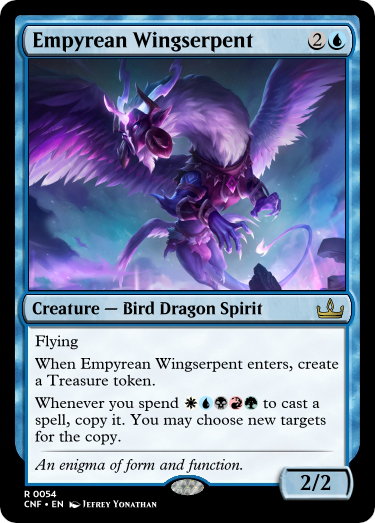 Empyrean Wingserpent 2
Creature — Bird Dragon Spirit
Flying
When Empyrean Wingserpent enters, create
a Treasure token.
Whenever you spend to cast a
spell, copy it. You may choose new targets
for the copy.
An enigma of form and function.
2/2
R 0054
CNF • EN Jefrey Yonathan